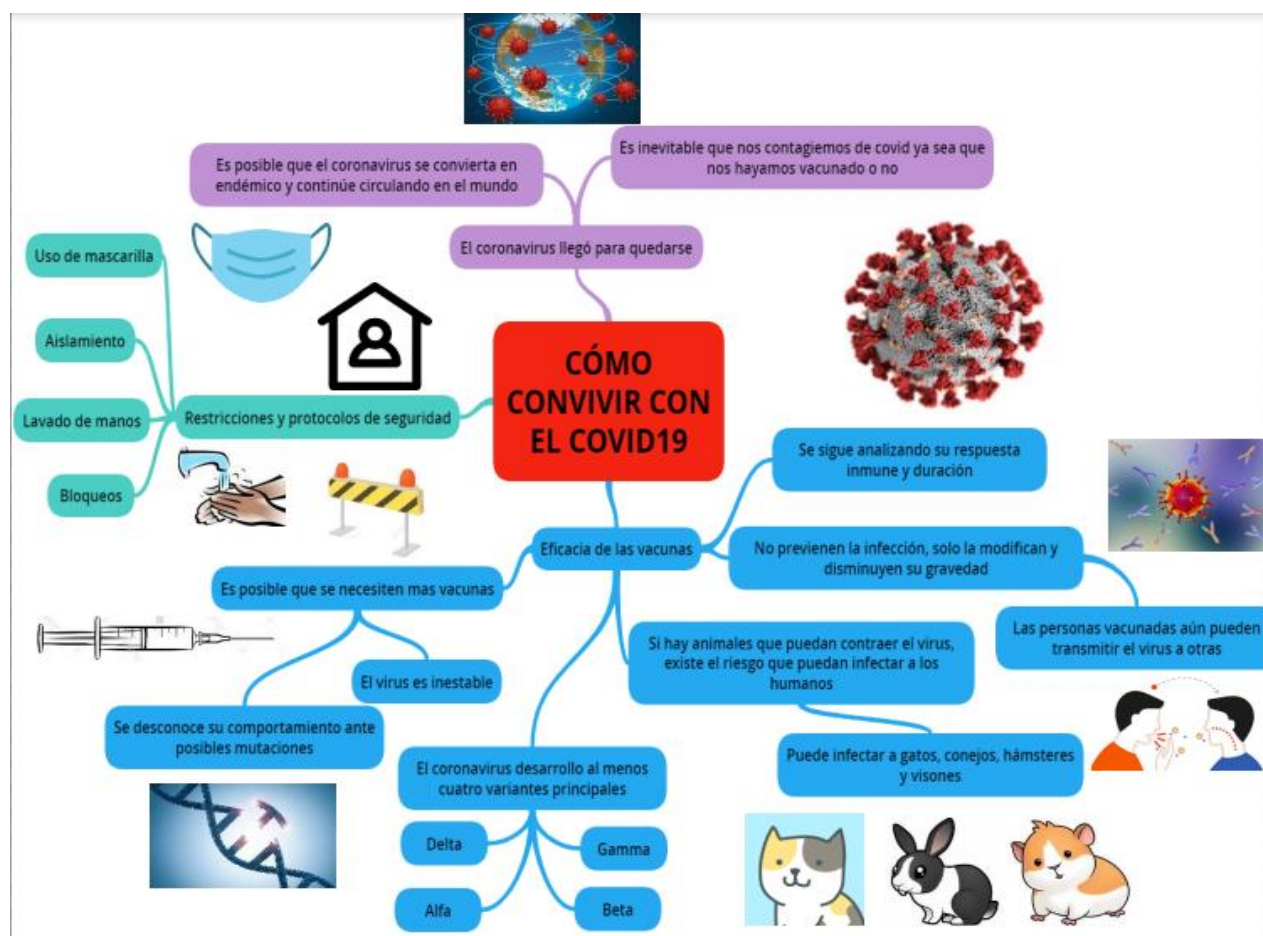 Es posible que el coronavirus se convierta en
endémico y continúe circulando en el mundo
Es inevitable que nos contagiemos de covid ya sea que
nos hayamos vacunado o no
El coronavirus llegó para quedarse
CÓMO
CONVIVIR CON
EL COVID19
Uso de mascarilla
Aislamiento
Lavado de manos
Bloqueos
Restricciones y protocolos de seguridad
Eficacia de las vacunas
Se sigue analizando su respuesta
inmune y duración
No previenen la infección, solo la modifican y
disminuyen su gravedad
Las personas vacunadas aún pueden
transmitir el virus a otras
Si hay animales que puedan contraer el virus,
existe el riesgo que puedan infectar a los
humanos
Puede infectar a gatos, conejos, hámsteres
y visones
Es posible que se necesiten mas vacunas
El virus es inestable
Se desconoce su comportamiento ante
posibles mutaciones
El coronavirus desarrollo al menos
cuatro variantes principales
Delta
Gamma
Alfa
Beta